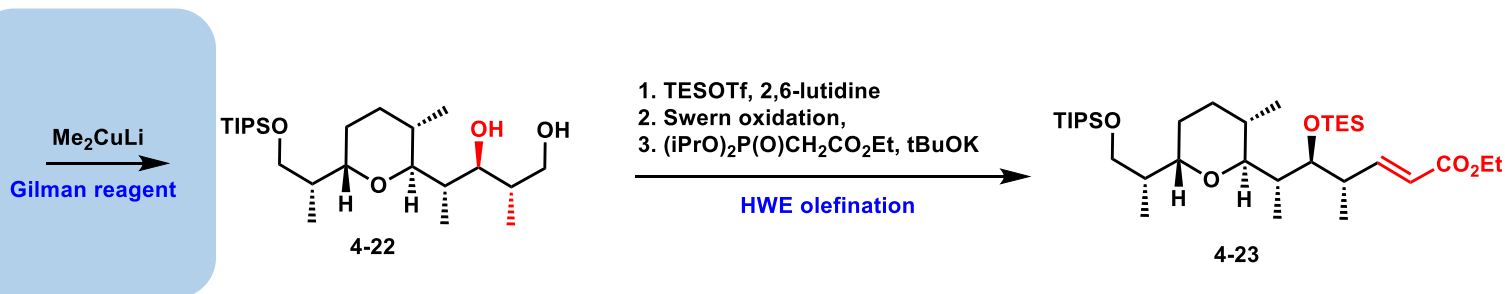 Me2CuLi
Gilman reagent
TIPSO
OH
OH
O
H
H
4-22
1. TESOTf, 2,6-lutidine
2. Swern oxidation,
3. (iPrO)2P(O)CH2CO2Et, tBuOK
HWE olefination
TIPSO
OTES
CO2Et
O
H
H
4-23